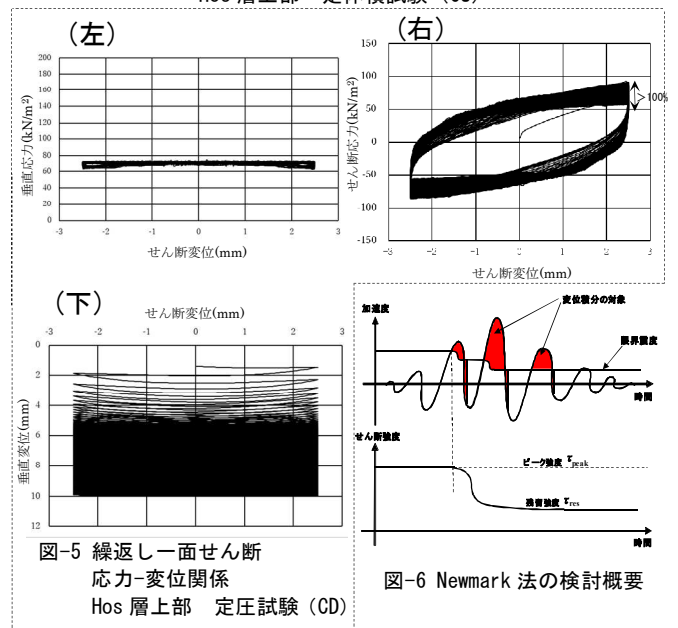 Hos 層上部 定体積試験 (CU)
(左)
200
180
160
140
120
100
80
60
40
20
0
垂直応力(kN/m²)
-3 -2 -1 0 1 2 3
せん断変位(mm)
(右)
150
100
50
0
-50
-100
-150
せん断応力(kN/m²)
100%
-3 -2 -1 0 1 2 3
せん断変位(mm)
(下)
せん断変位(mm)
-3 -2 -1 0 1 2 3
0
2
4
6
8
10
12
垂直変位(mm)
図-5 繰返し一面せん断
応力-変位関係
Hos 層上部 定圧試験 (CD)
加速度
変位積分の対象
限界震度
時間
せん断強度
ピーク強度 τpeak
残留強度 τres
時間
図-6 Newmark 法の検討概要